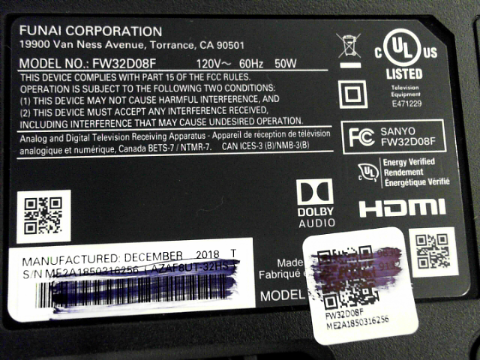 FUNAI CORPORATION
19900 Van Ness Avenue, Torrance, CA 90501
MODEL NO.: FW32D08F 120V~ 60Hz 50W
THIS DEVICE COMPLIES WITH PART 15 OF THE FCC RULES.
OPERATION IS SUBJECT TO THE FOLLOWING TWO CONDITIONS:
(1) THIS DEVICE MAY NOT CAUSE HARMFUL INTERFERENCE, AND
(2) THIS DEVICE MUST ACCEPT ANY INTERFERENCE RECEIVED,
INCLUDING INTERFERENCE THAT MAY CAUSE UNDESIRED OPERATION.
Analog and Digital Television Receiving Apparatus - Appareil de réception de télévision
analogique et numérique, Canada BETS-7 / NTMR-7. CAN ICES-3 (B)/NMB-3(B)
C UL US
LISTED
Television
Equipment
E471229
FC SANYO
FW32D08F
UL Energy Verified
Rendement
Énergétique Vérifié
DOLBY
AUDIO
HDMI
MANUFACTURED: DECEMBER 2018 T
S/N ME2A1850316256
Made
Fabriqué
MODEL
FW32D08F
ME2A1850316256